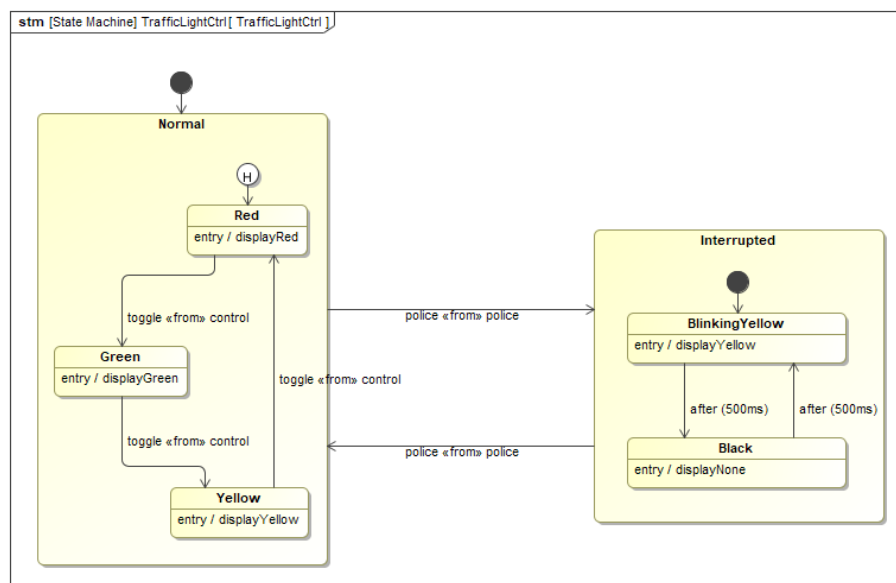 stm [State Machine] TrafficLightCtrl[ TrafficLightCtrl ]
Normal
H
Red
entry / displayRed
toggle «from» control
Green
entry / displayGreen
toggle «from» control
toggle «from» control
Yellow
entry / displayYellow
police «from» police
police «from» police
Interrupted
BlinkingYellow
entry / displayYellow
after (500ms)
after (500ms)
Black
entry / displayNone